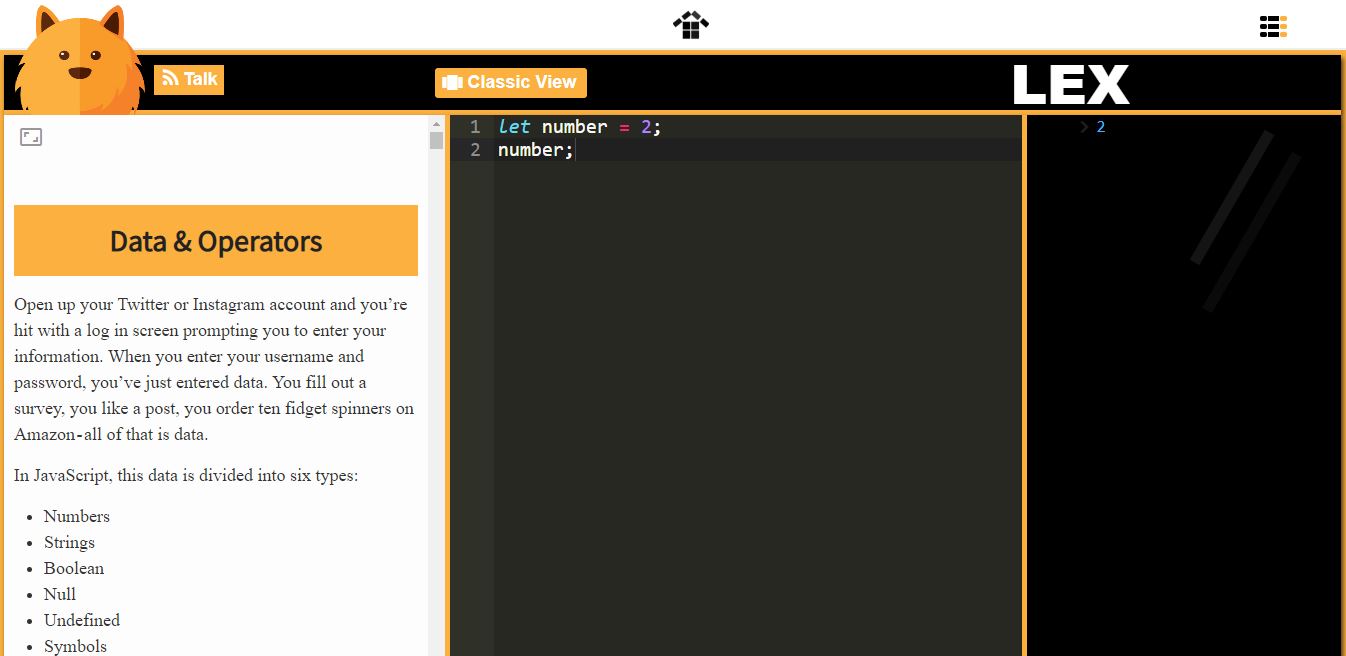 Talk
Classic View
LEX
Data & Operators
Open up your Twitter or Instagram account and you’re
hit with a log in screen prompting you to enter your
information. When you enter your username and
password, you’ve just entered data. You fill out a
survey, you like a post, you order ten fidget spinners on
Amazon-all of that is data.
In JavaScript, this data is divided into six types:
• Numbers
• Strings
• Boolean
• Null
• Undefined
• Symbols
1 let number = 2;
2 number;
> 2